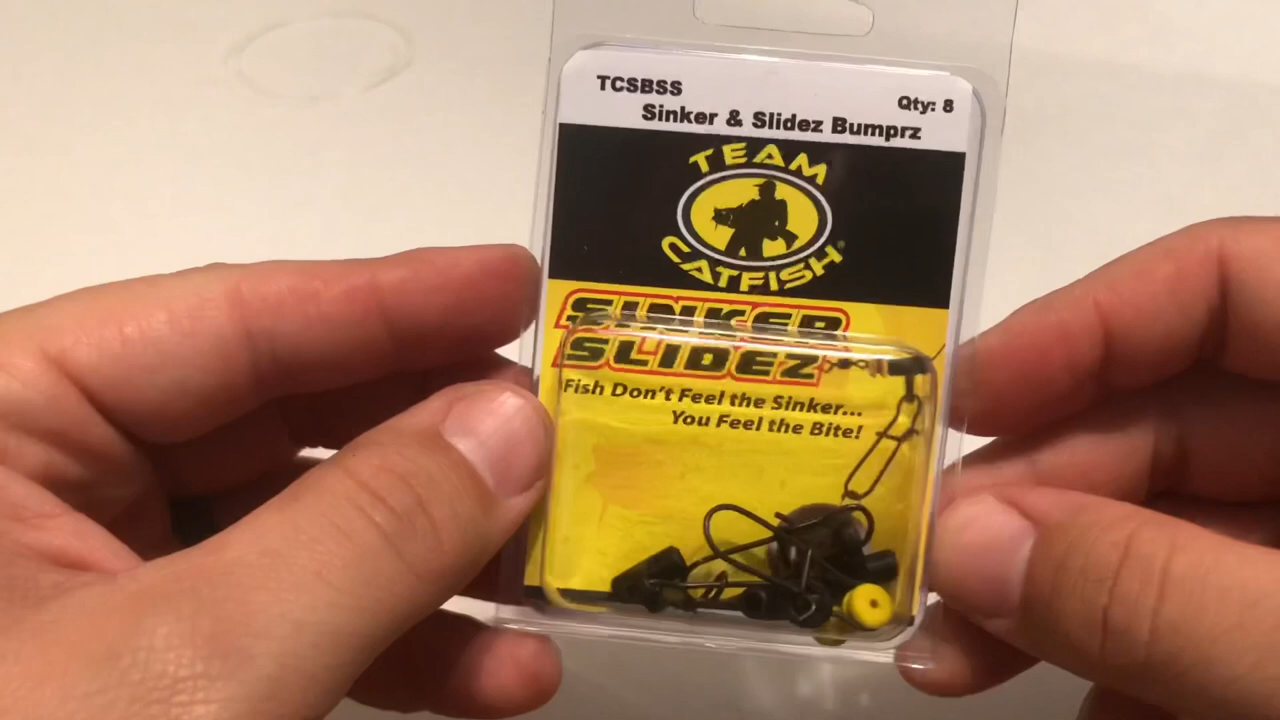 TCSBSS
Qty: 8
Sinker & Slidez Bumprz
TEAM
CATFISH®
SINKER
SLIDEZ
Fish Don't Feel the Sinker...
You Feel the Bite!